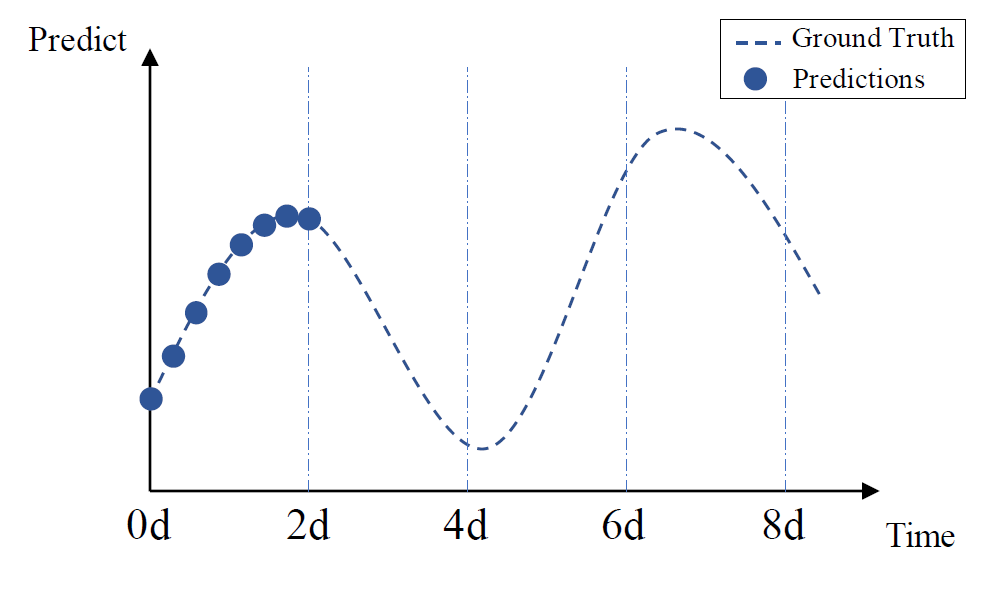 Predict
Ground Truth
Predictions
0d 2d 4d 6d 8d
Time